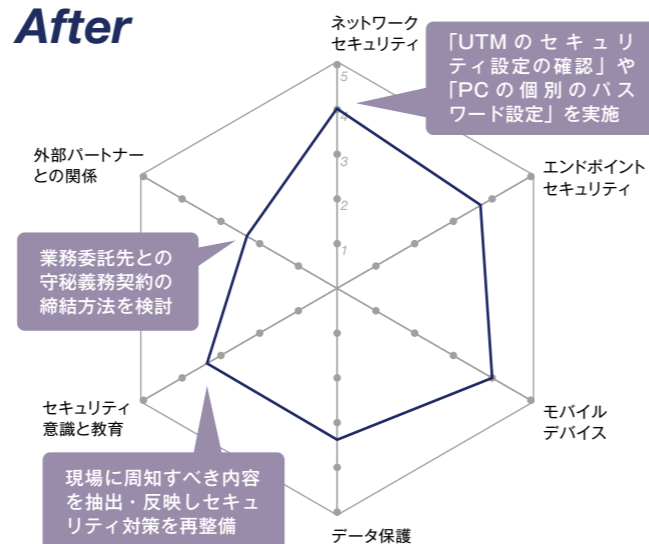 After
ネットワーク
セキュリティ
「UTMのセキュリ
ティ設定の確認」や
「PCの個別のパス
ワード設定」を実施
5
4
3
2
1
外部パートナー
との関係
エンドポイント
セキュリティ
業務委託先との
守秘義務契約の
締結方法を検討
セキュリティ
意識と教育
モバイル
デバイス
現場に周知すべき内容
を抽出・反映しセキュ
リティ対策を再整備
データ保護